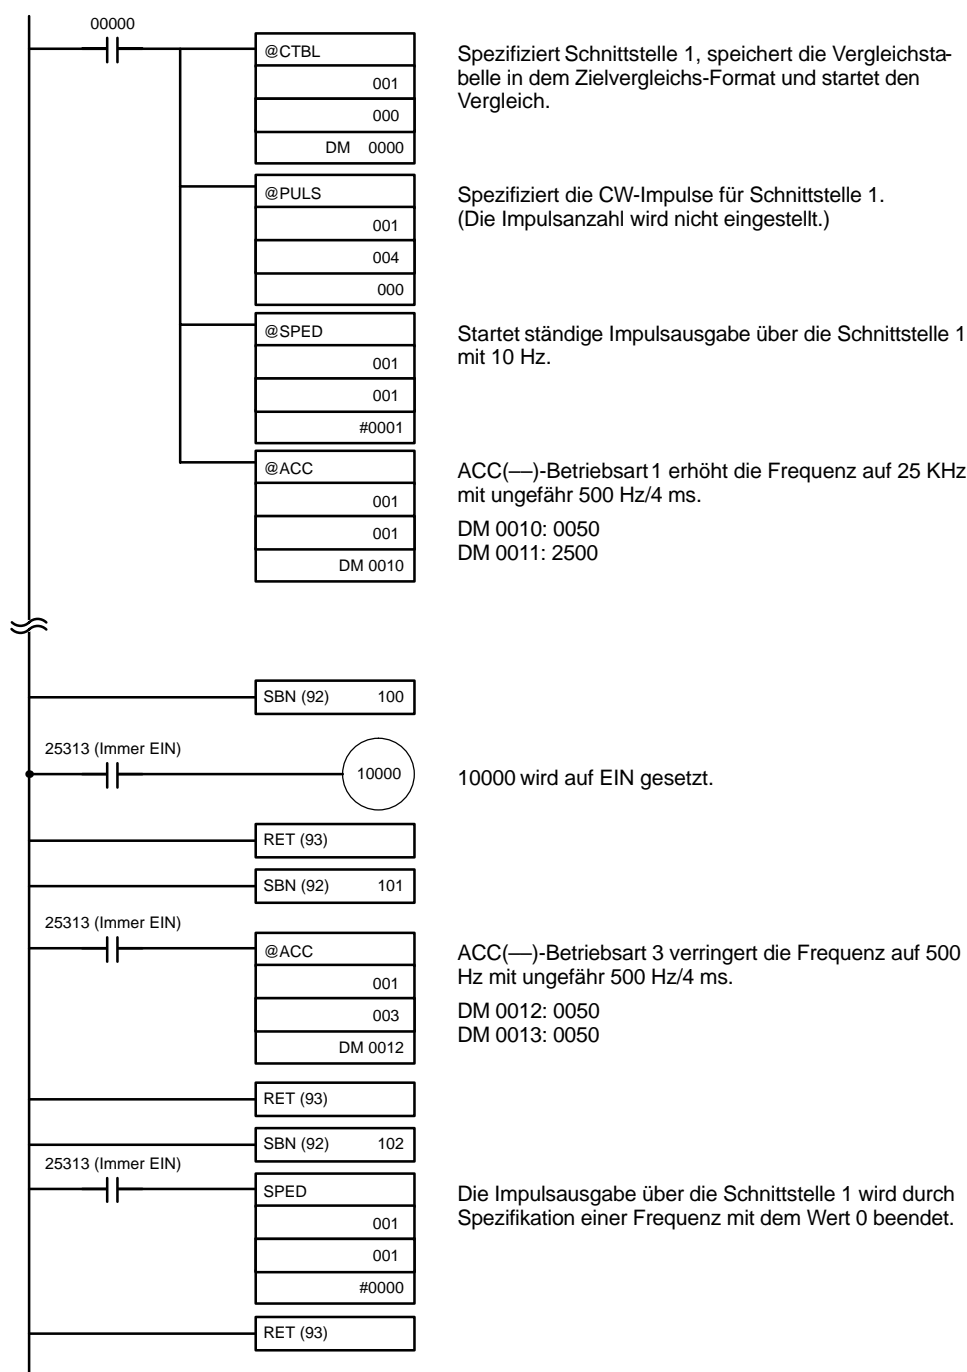 00000
@CTBL
001
000
DM 0000
Spezifiziert Schnittstelle 1, speichert die Vergleichsta-
belle in dem Zielvergleichs-Format und startet den
Vergleich.
@PULS
001
004
000
Spezifiziert die CW-Impulse für Schnittstelle 1.
(Die Impulsanzahl wird nicht eingestellt.)
@SPED
001
001
#0001
Startet ständige Impulsausgabe über die Schnittstelle 1
mit 10 Hz.
@ACC
001
001
DM 0010
ACC(––)-Betriebsart 1 erhöht die Frequenz auf 25 KHz
mit ungefähr 500 Hz/4 ms.
DM 0010: 0050
DM 0011: 2500
SBN (92) 100
25313 (Immer EIN)
10000
10000 wird auf EIN gesetzt.
RET (93)
SBN (92) 101
25313 (Immer EIN)
@ACC
001
003
DM 0012
ACC(––)-Betriebsart 3 verringert die Frequenz auf 500
Hz mit ungefähr 500 Hz/4 ms.
DM 0012: 0050
DM 0013: 0050
RET (93)
SBN (92) 102
25313 (Immer EIN)
SPED
001
001
#0000
Die Impulsausgabe über die Schnittstelle 1 wird durch
Spezifikation einer Frequenz mit dem Wert 0 beendet.
RET (93)